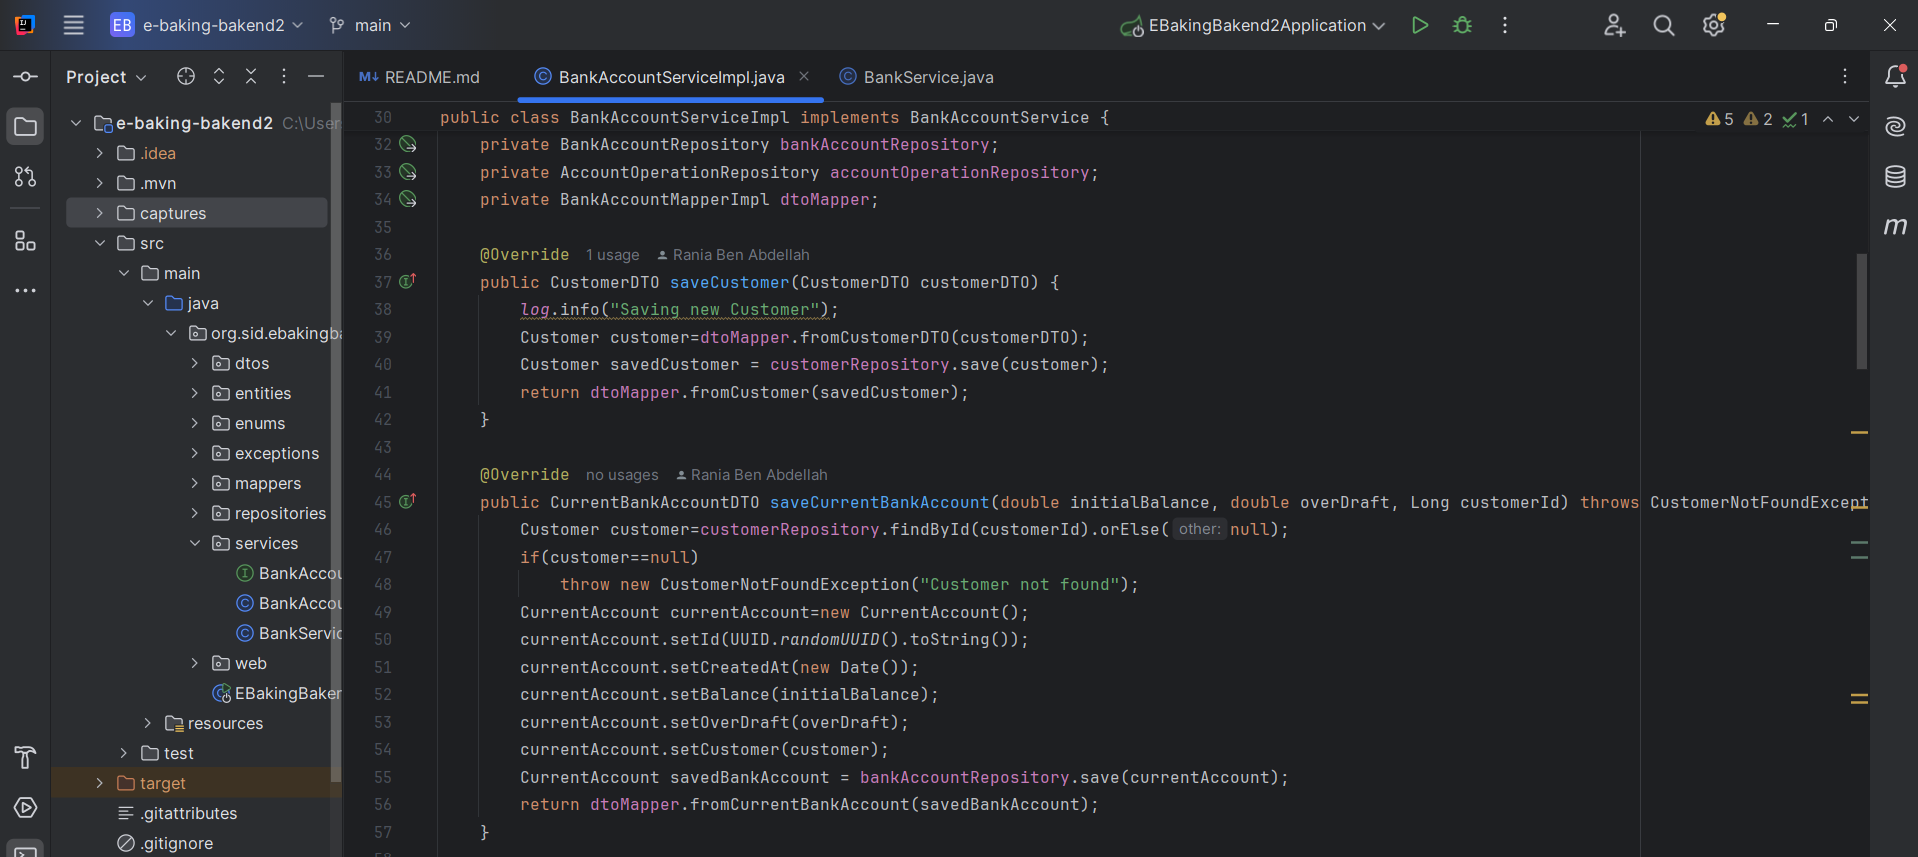 EB e-baking-bakend2 main EBakingBakend2Application
Project
README.md BankAccountServiceImpl.java BankService.java
e-baking-bakend2 C:\User
.idea
.mvn
captures
src
main
java
org.sid.ebakingba
dtos
entities
enums
exceptions
mappers
repositories
services
BankAccou
BankAccou
BankServic
web
EBakingBaken
resources
test
target
.gitattributes
.gitignore
30 public class BankAccountServiceImpl implements BankAccountService {
5 2 1
32 private BankAccountRepository bankAccountRepository;
33 private AccountOperationRepository accountOperationRepository;
34 private BankAccountMapperImpl dtoMapper;
35
36 @Override 1 usage Rania Ben Abdellah
37 public CustomerDTO saveCustomer(CustomerDTO customerDTO) {
38 log.info("Saving new Customer");
39 Customer customer=dtoMapper.fromCustomerDTO(customerDTO);
40 Customer savedCustomer = customerRepository.save(customer);
41 return dtoMapper.fromCustomer(savedCustomer);
42 }
43
44 @Override no usages Rania Ben Abdellah
45 public CurrentBankAccountDTO saveCurrentBankAccount(double initialBalance, double overDraft, Long customerId) throws CustomerNotFoundExcept
46 Customer customer=customerRepository.findById(customerId).orElse( other: null);
47 if(customer==null)
48 throw new CustomerNotFoundException("Customer not found");
49 CurrentAccount currentAccount=new CurrentAccount();
50 currentAccount.setId(UUID.randomUUID().toString());
51 currentAccount.setCreatedAt(new Date());
52 currentAccount.setBalance(initialBalance);
53 currentAccount.setOverDraft(overDraft);
54 currentAccount.setCustomer(customer);
55 CurrentAccount savedBankAccount = bankAccountRepository.save(currentAccount);
56 return dtoMapper.fromCurrentBankAccount(savedBankAccount);
57 }